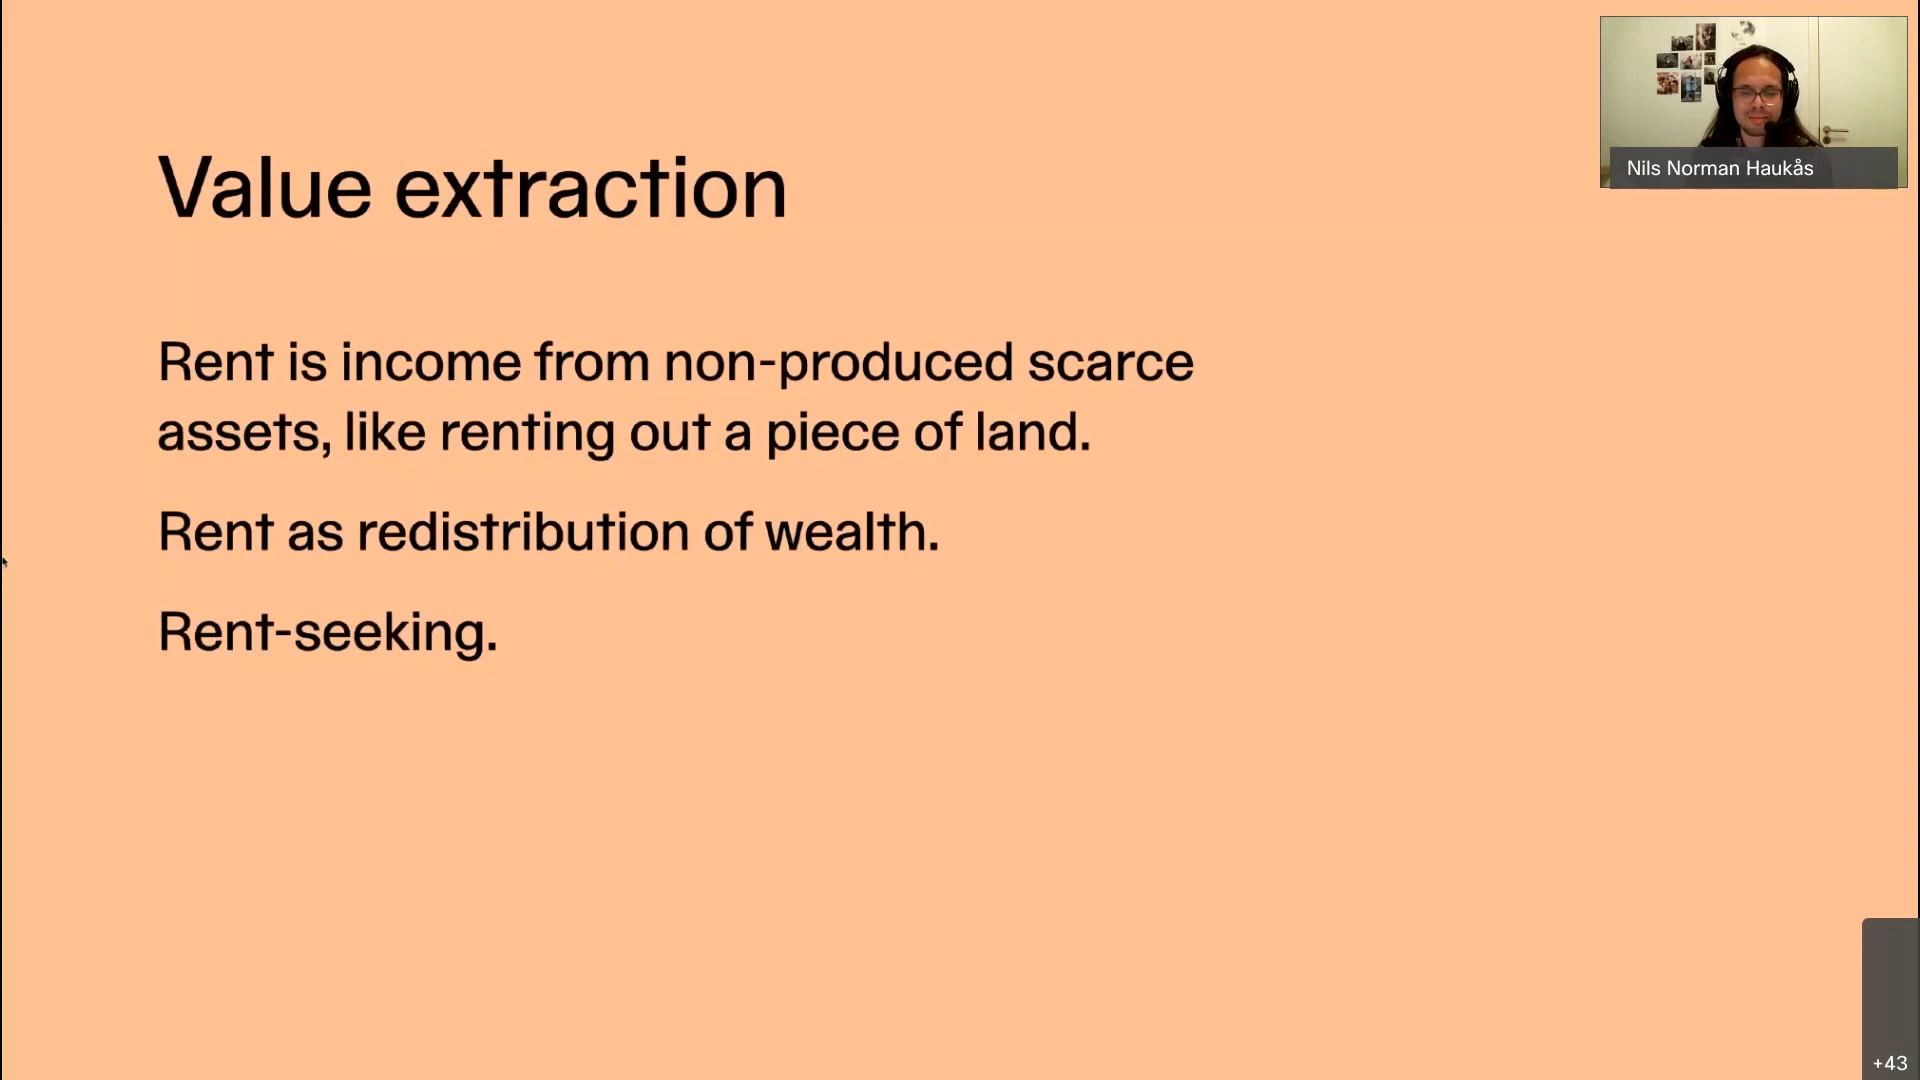 Value extraction
Rent is income from non-produced scarce
assets, like renting out a piece of land.
Rent as redistribution of wealth.
Rent-seeking.
Nils Norman Haukås
+43